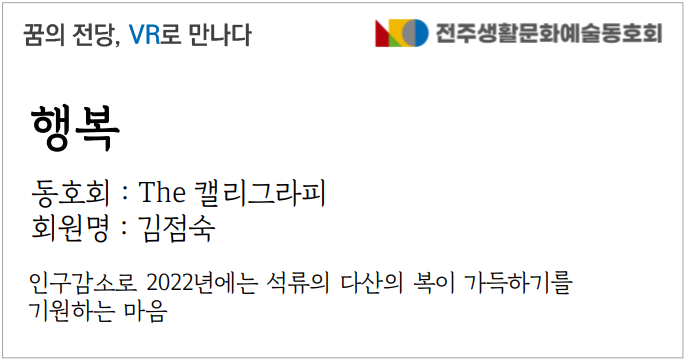 꿈의 전당, VR로 만나다
전주생활문화예술동호회
행복
동호회 : The 캘리그라피
회원명 : 김점숙
인구감소로 2022년에는 석류의 다산의 복이 가득하기를
기원하는 마음